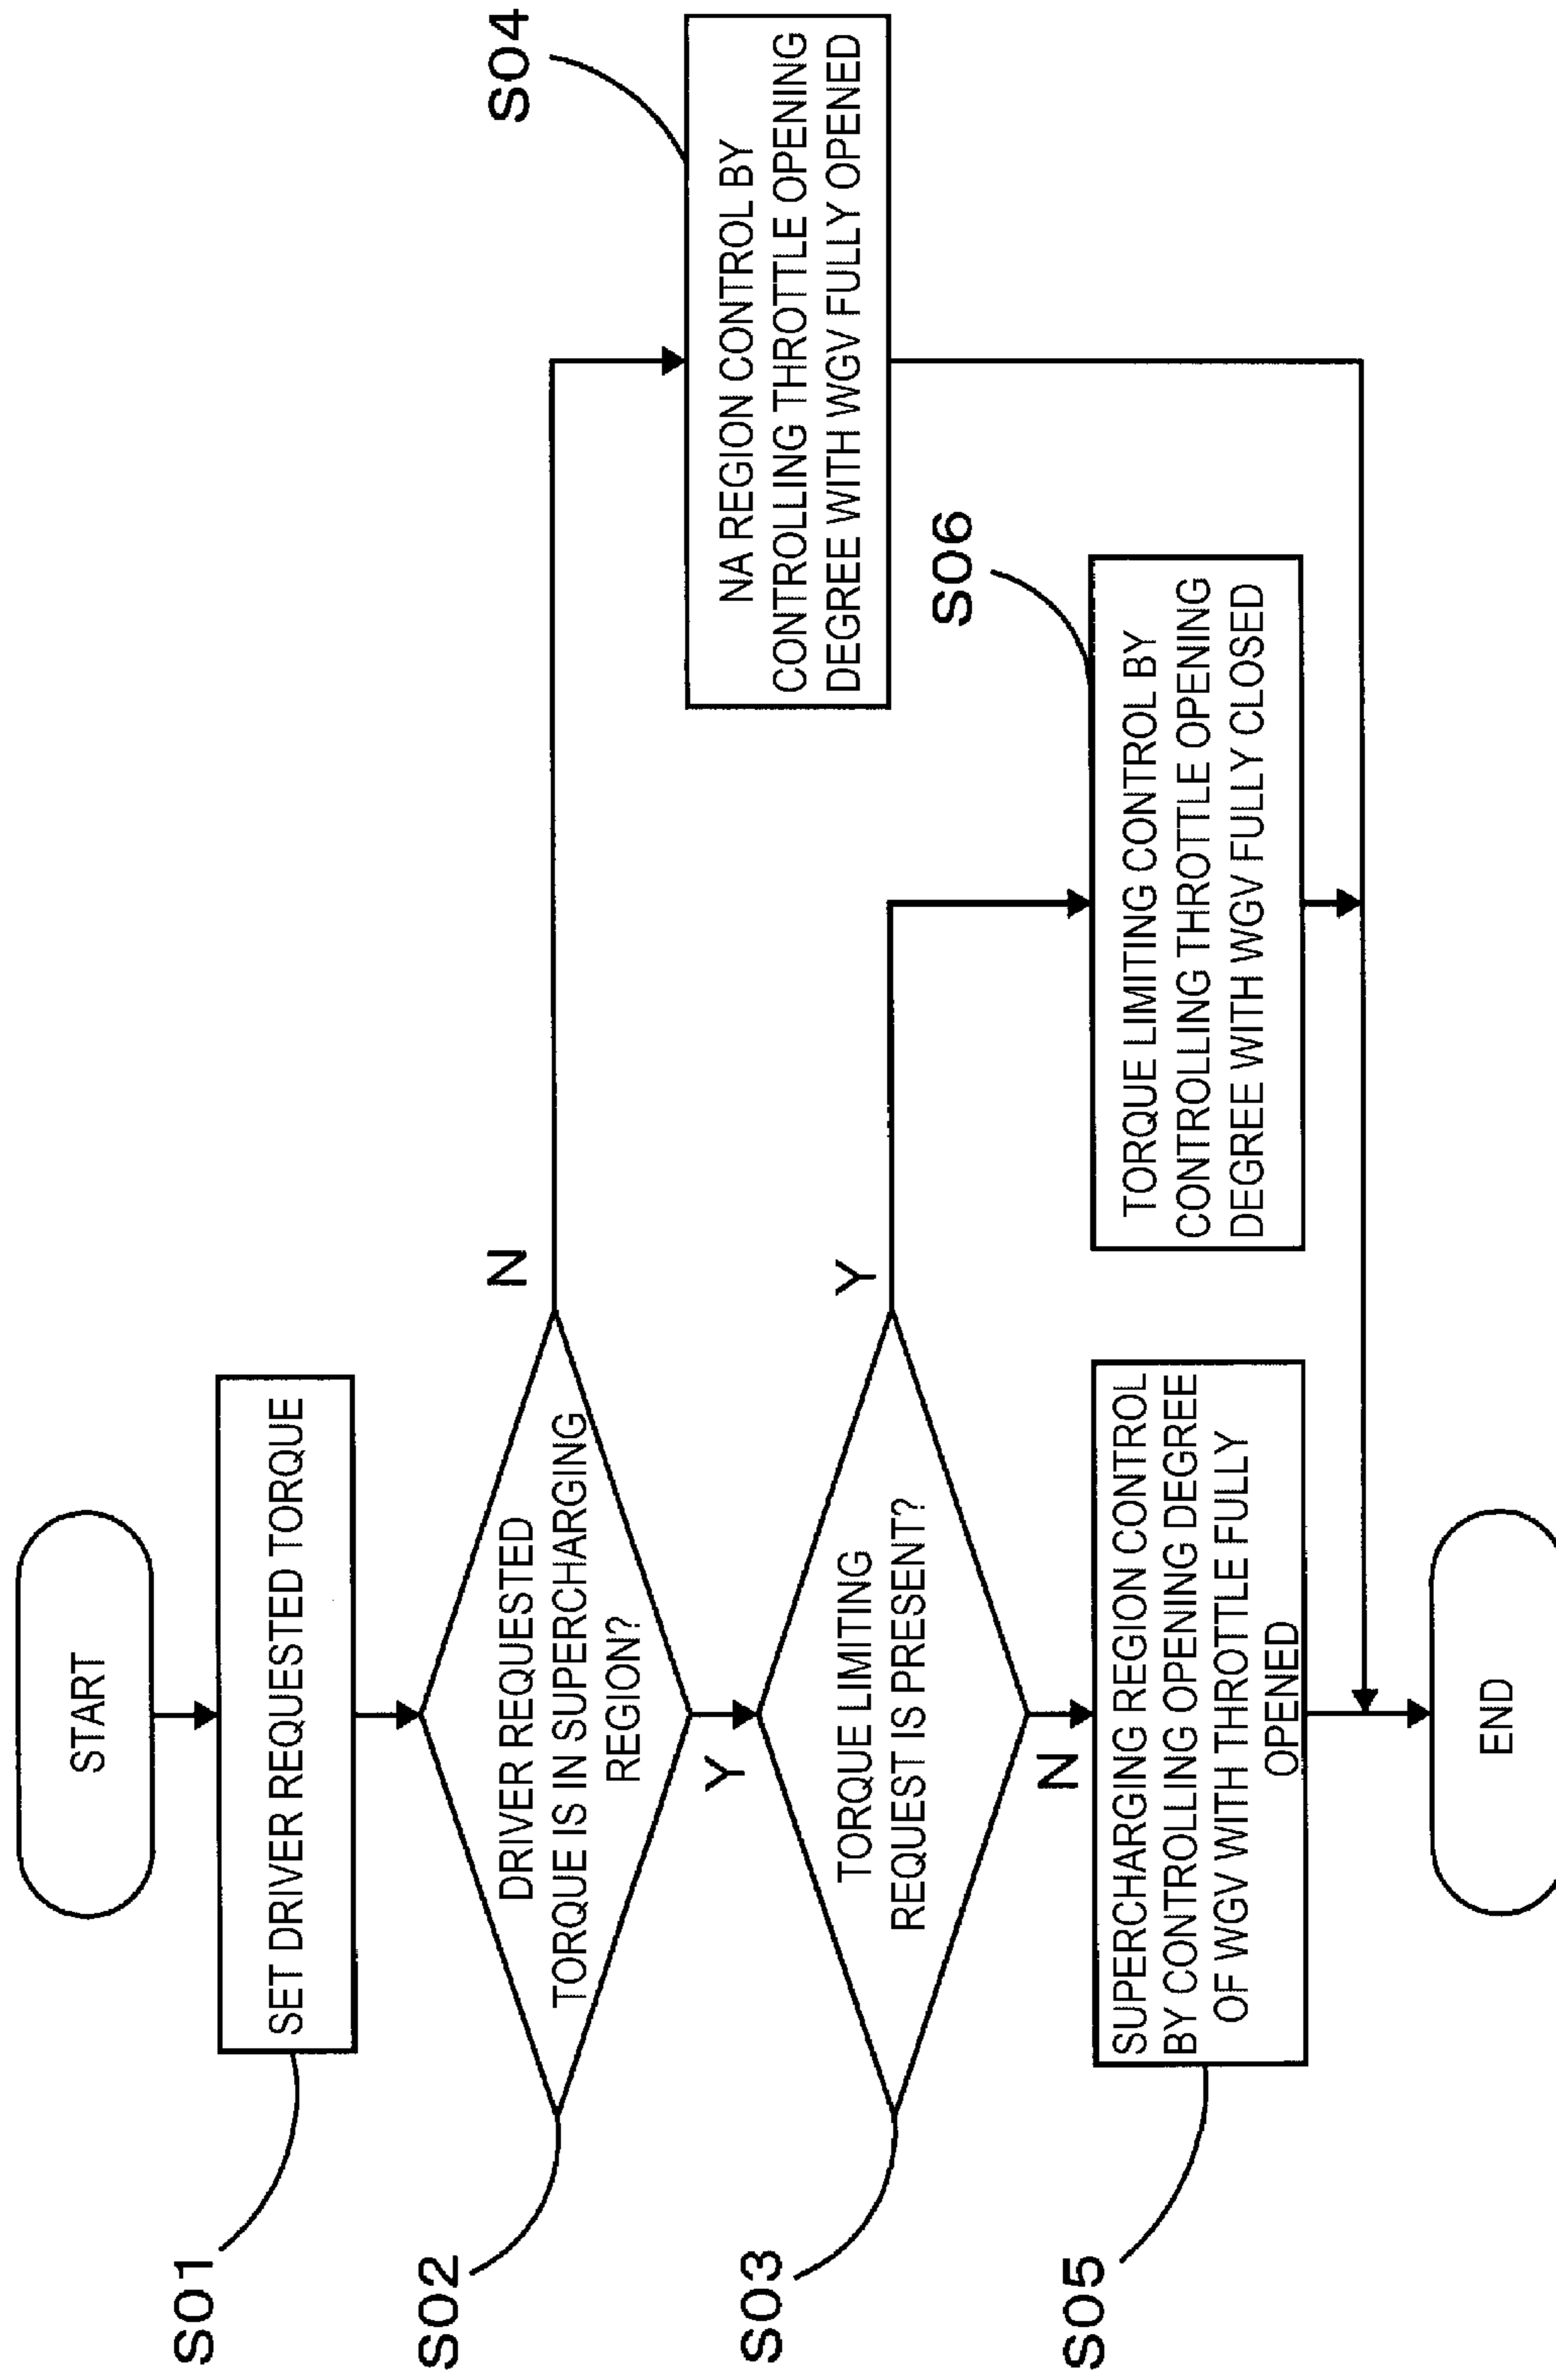 START
S01
SET DRIVER REQUESTED TORQUE
S02
DRIVER REQUESTED
TORQUE IS IN SUPERCHARGING
REGION?
N
Y
S04
NA REGION CONTROL BY
CONTROLLING THROTTLE OPENING
DEGREE WITH WGV FULLY OPENED
S03
TORQUE LIMITING
REQUEST IS PRESENT?
Y
N
S06
TORQUE LIMITING CONTROL BY
CONTROLLING THROTTLE OPENING
DEGREE WITH WGV FULLY CLOSED
S05
SUPERCHARGING REGION CONTROL
BY CONTROLLING OPENING DEGREE
OF WGV WITH THROTTLE FULLY
OPENED
END